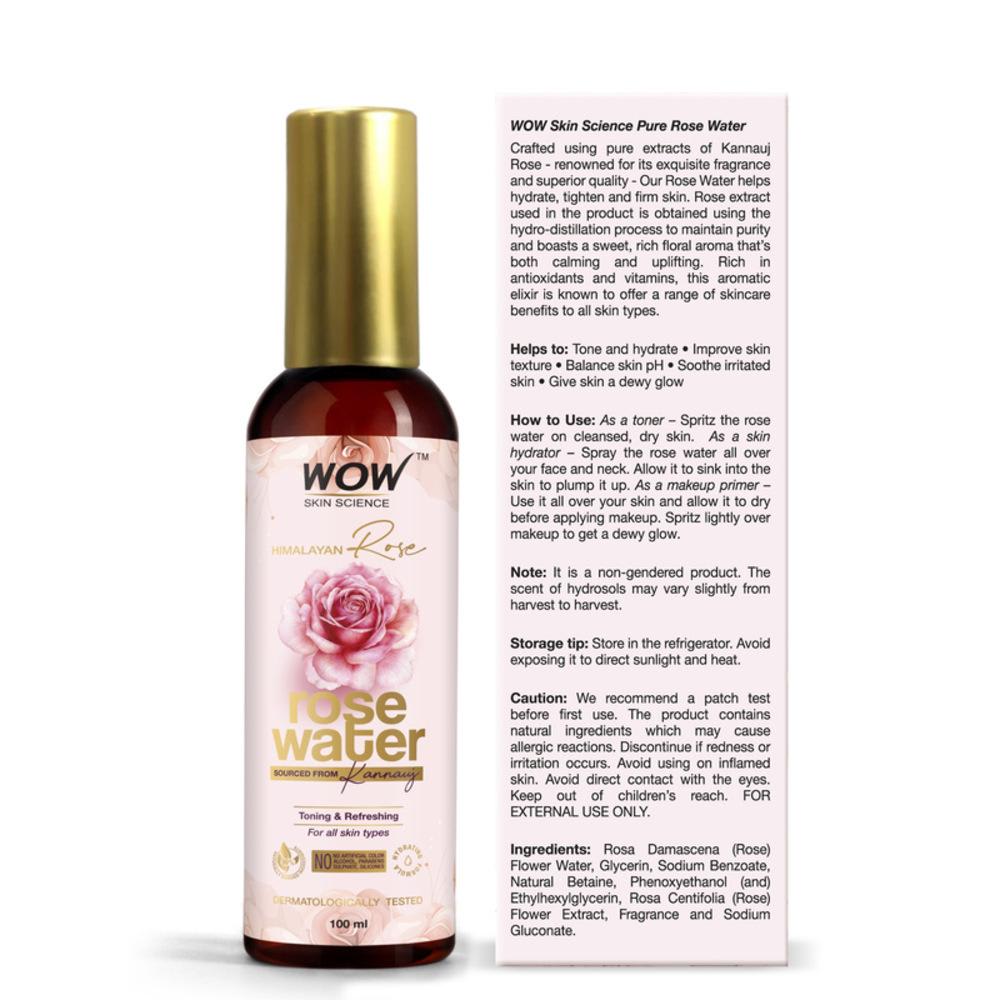 WOW™
SKIN SCIENCE
HIMALAYAN Rose
rose
water
SOURCED FROM Kannauj
Toning & Refreshing
For all skin types
NO NO ARTIFICIAL COLOR
ALCOHOL, PARABENS
SULPHATE, SILICONES
HYDRATING FORMULA
DERMATOLOGICALLY TESTED
100 ml
WOW Skin Science Pure Rose Water
Crafted using pure extracts of Kannauj
Rose - renowned for its exquisite fragrance
and superior quality - Our Rose Water helps
hydrate, tighten and firm skin. Rose extract
used in the product is obtained using the
hydro-distillation process to maintain purity
and boasts a sweet, rich floral aroma that's
both calming and uplifting. Rich in
antioxidants and vitamins, this aromatic
elixir is known to offer a range of skincare
benefits to all skin types.
Helps to: Tone and hydrate • Improve skin
texture • Balance skin pH • Soothe irritated
skin • Give skin a dewy glow
How to Use: As a toner – Spritz the rose
water on cleansed, dry skin. As a skin
hydrator – Spray the rose water all over
your face and neck. Allow it to sink into the
skin to plump it up. As a makeup primer –
Use it all over your skin and allow it to dry
before applying makeup. Spritz lightly over
makeup to get a dewy glow.
Note: It is a non-gendered product. The
scent of hydrosols may vary slightly from
harvest to harvest.
Storage tip: Store in the refrigerator. Avoid
exposing it to direct sunlight and heat.
Caution: We recommend a patch test
before first use. The product contains
natural ingredients which may cause
allergic reactions. Discontinue if redness or
irritation occurs. Avoid using on inflamed
skin. Avoid direct contact with the eyes.
Keep out of children's reach. FOR
EXTERNAL USE ONLY.
Ingredients: Rosa Damascena (Rose)
Flower Water, Glycerin, Sodium Benzoate,
Natural Betaine, Phenoxyethanol (and)
Ethylhexylglycerin, Rosa Centifolia (Rose)
Flower Extract, Fragrance and Sodium
Gluconate.